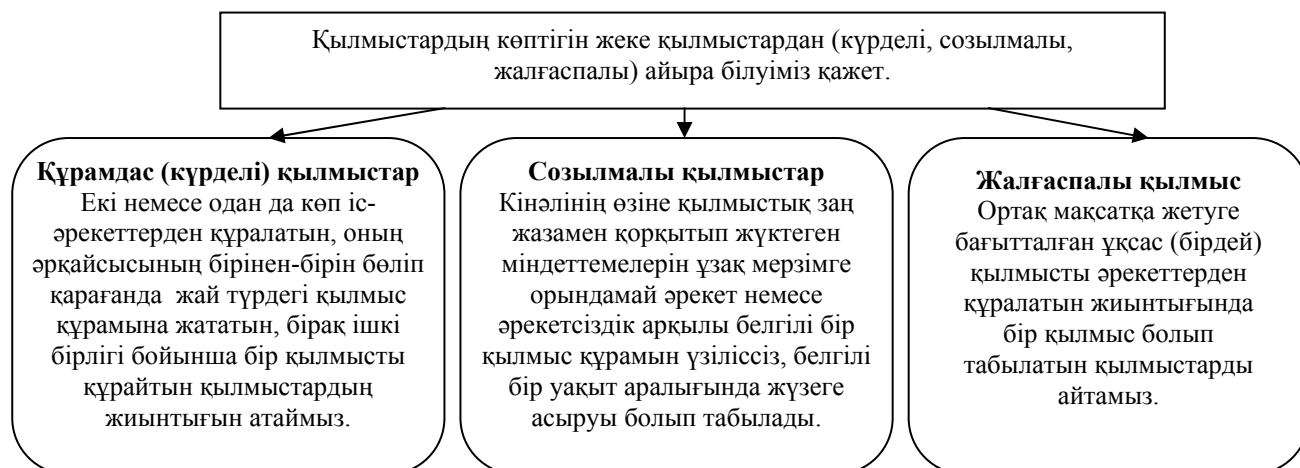 Қылмыстардың көптігін жеке қылмыстардан (күрделі, созылмалы,
жалғаспалы) айыра білуіміз қажет.
Құрамдас (күрделі) қылмыстар
Екі немесе одан да көп іс-
әрекеттерден құралатын, оның
әрқайсысының бірінен-бірін бөліп
қарағанда жай түрдегі қылмыс
құрамына жататын, бірақ ішкі
бірлігі бойынша бір қылмысты
құрайтын қылмыстардың
жиынтығын атаймыз.
Созылмалы қылмыстар
Кінәлінің өзіне қылмыстық заң
жазамен қорқытып жүктеген
міндеттемелерін ұзақ мерзімге
орындамай әрекет немесе
әрекетсіздік арқылы белгілі бір
қылмыс құрамын үзіліссіз, белгілі
бір уақыт аралығында жүзеге
асыруы болып табылады.
Жалғаспалы қылмыс
Ортақ мақсатқа жетуге
бағытталған ұқсас (бірдей)
қылмысты әрекеттерден
құралатын жиынтығында
бір қылмыс болып
табылатын қылмыстарды
айтамыз.